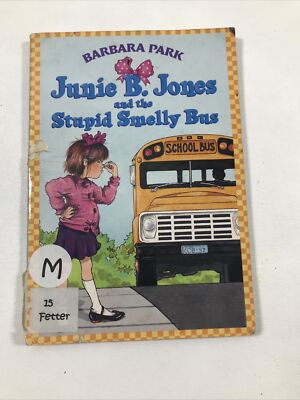 BARBARA PARK
Junie B. Jones
and the
Stupid Smelly Bus
SCHOOL BUS
M
15
Fetter